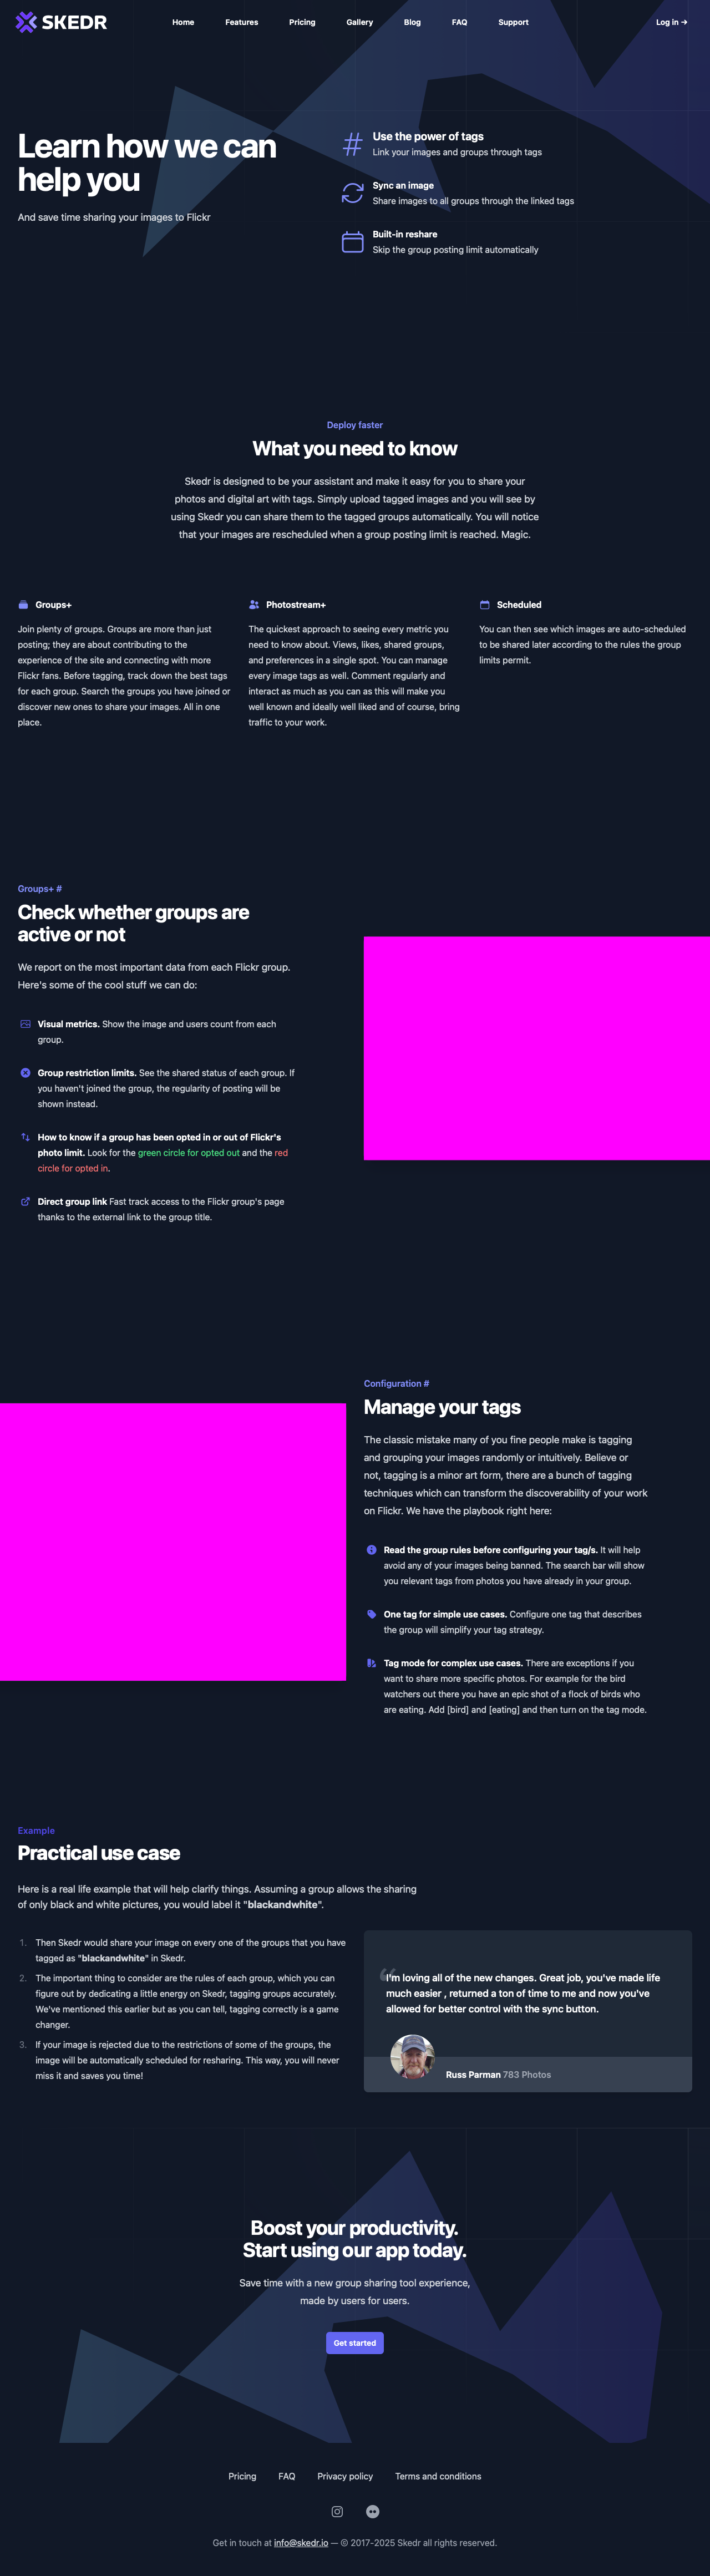 SKEDR
Home Features Pricing Gallery Blog FAQ Support Log in →
Learn how we can
help you
And save time sharing your images to Flickr
Use the power of tags
Link your images and groups through tags
Sync an image
Share images to all groups through the linked tags
Built-in reshare
Skip the group posting limit automatically
Deploy faster
What you need to know
Skedr is designed to be your assistant and make it easy for you to share your
photos and digital art with tags. Simply upload tagged images and you will see by
using Skedr you can share them to the tagged groups automatically. You will notice
that your images are rescheduled when a group posting limit is reached. Magic.
Groups+
Join plenty of groups. Groups are more than just
posting; they are about contributing to the
experience of the site and connecting with more
Flickr fans. Before tagging, track down the best tags
for each group. Search the groups you have joined or
discover new ones to share your images. All in one
place.
Photostream+
The quickest approach to seeing every metric you
need to know about. Views, likes, shared groups,
and preferences in a single spot. You can manage
every image tags as well. Comment regularly and
interact as much as you can as this will make you
well known and ideally well liked and of course, bring
traffic to your work.
Scheduled
You can then see which images are auto-scheduled
to be shared later according to the rules the group
limits permit.
Groups+ #
Check whether groups are
active or not
We report on the most important data from each Flickr group.
Here's some of the cool stuff we can do:
Visual metrics. Show the image and users count from each
group.
Group restriction limits. See the shared status of each group. If
you haven't joined the group, the regularity of posting will be
shown instead.
How to know if a group has been opted in or out of Flickr's
photo limit. Look for the green circle for opted out and the red
circle for opted in.
Direct group link Fast track access to the Flickr group's page
thanks to the external link to the group title.
Configuration #
Manage your tags
The classic mistake many of you fine people make is tagging
and grouping your images randomly or intuitively. Believe or
not, tagging is a minor art form, there are a bunch of tagging
techniques which can transform the discoverability of your work
on Flickr. We have the playbook right here:
Read the group rules before configuring your tag/s. It will help
avoid any of your images being banned. The search bar will show
you relevant tags from photos you have already in your group.
One tag for simple use cases. Configure one tag that describes
the group will simplify your tag strategy.
Tag mode for complex use cases. There are exceptions if you
want to share more specific photos. For example for the bird
watchers out there you have an epic shot of a flock of birds who
are eating. Add [bird] and [eating] and then turn on the tag mode.
Example
Practical use case
Here is a real life example that will help clarify things. Assuming a group allows the sharing
of only black and white pictures, you would label it "blackandwhite".
1. Then Skedr would share your image on every one of the groups that you have
tagged as "blackandwhite" in Skedr.
2. The important thing to consider are the rules of each group, which you can
figure out by dedicating a little energy on Skedr, tagging groups accurately.
We've mentioned this earlier but as you can tell, tagging correctly is a game
changer.
3. If your image is rejected due to the restrictions of some of the groups, the
image will be automatically scheduled for resharing. This way, you will never
miss it and saves you time!
I'm loving all of the new changes. Great job, you've made life
much easier , returned a ton of time to me and now you've
allowed for better control with the sync button.
Russ Parman 783 Photos
Boost your productivity.
Start using our app today.
Save time with a new group sharing tool experience,
made by users for users.
Get started
Pricing FAQ Privacy policy Terms and conditions
Get in touch at info@skedr.io — © 2017-2025 Skedr all rights reserved.